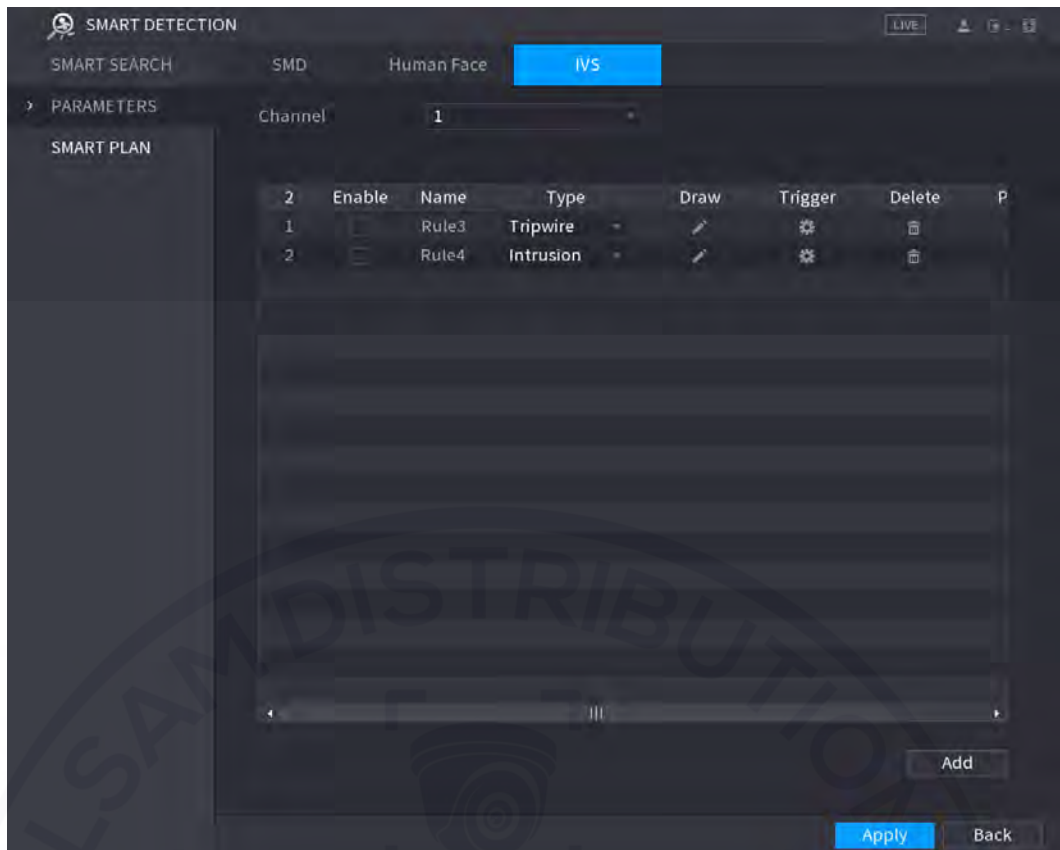 SMART DETECTION
LIVE
SMART SEARCH
SMD Human Face IVS
PARAMETERS
Channel 1
SMART PLAN
2 Enable Name Type Draw Trigger Delete P
1 Rule3 Tripwire
2 Rule4 Intrusion
LSAMDISTRIBUTION
Add
Apply Back